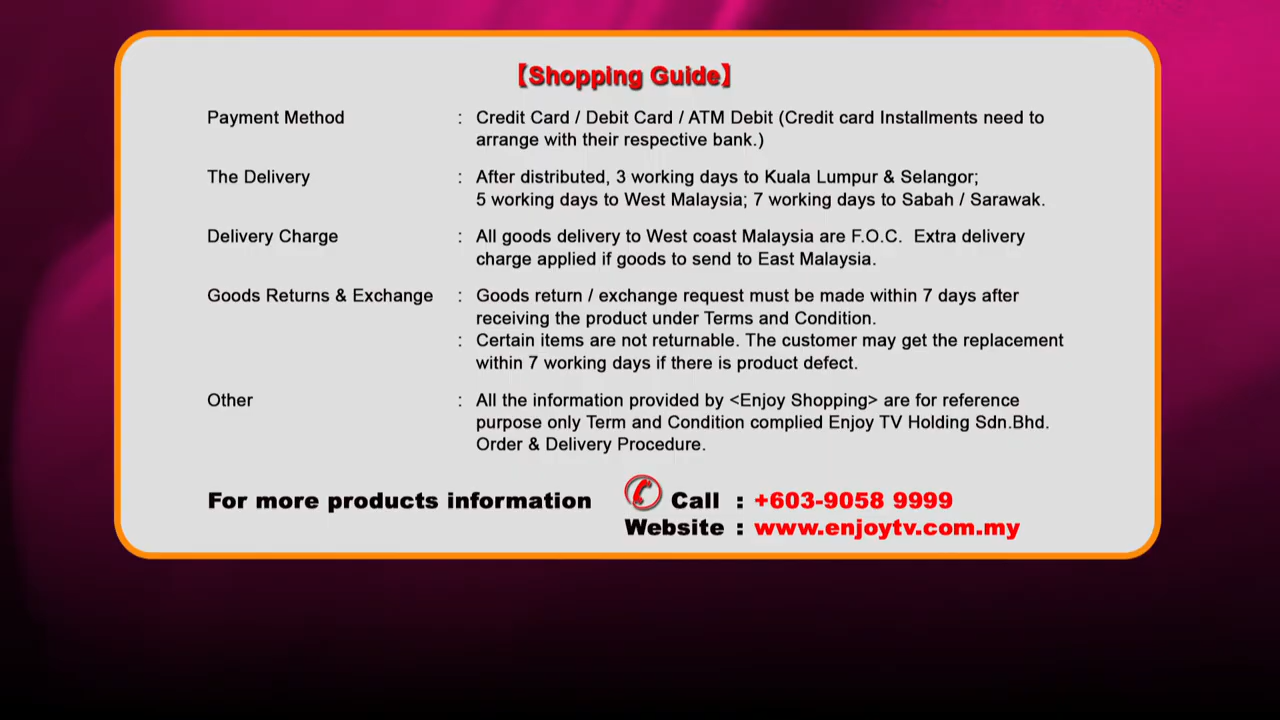 【Shopping Guide】
Payment Method : Credit Card / Debit Card / ATM Debit (Credit card Installments need to
arrange with their respective bank.)
The Delivery : After distributed, 3 working days to Kuala Lumpur & Selangor;
5 working days to West Malaysia; 7 working days to Sabah / Sarawak.
Delivery Charge : All goods delivery to West coast Malaysia are F.O.C. Extra delivery
charge applied if goods to send to East Malaysia.
Goods Returns & Exchange : Goods return / exchange request must be made within 7 days after
receiving the product under Terms and Condition.
: Certain items are not returnable. The customer may get the replacement
within 7 working days if there is product defect.
Other : All the information provided by <Enjoy Shopping> are for reference
purpose only Term and Condition complied Enjoy TV Holding Sdn.Bhd.
Order & Delivery Procedure.
For more products information Call : +603-9058 9999
Website : www.enjoytv.com.my